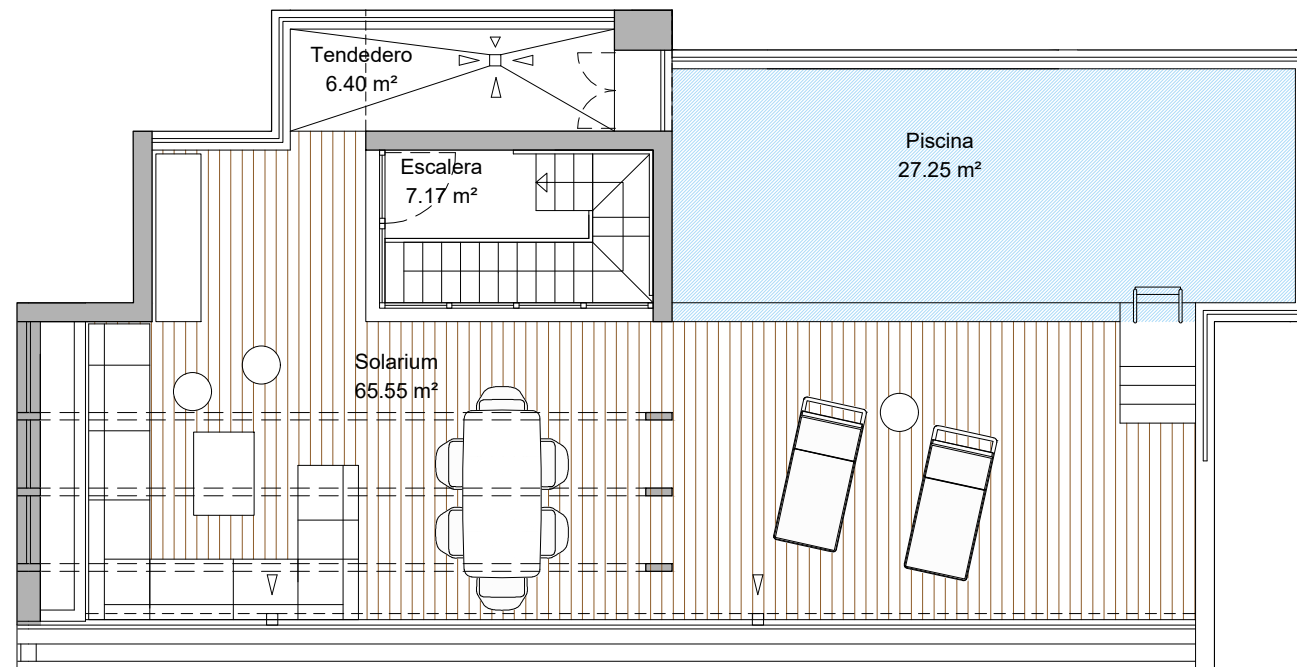 Tendedero
6.40 m²
Piscina
27.25 m²
Escalera
7.17 m²
Solarium
65.55 m²